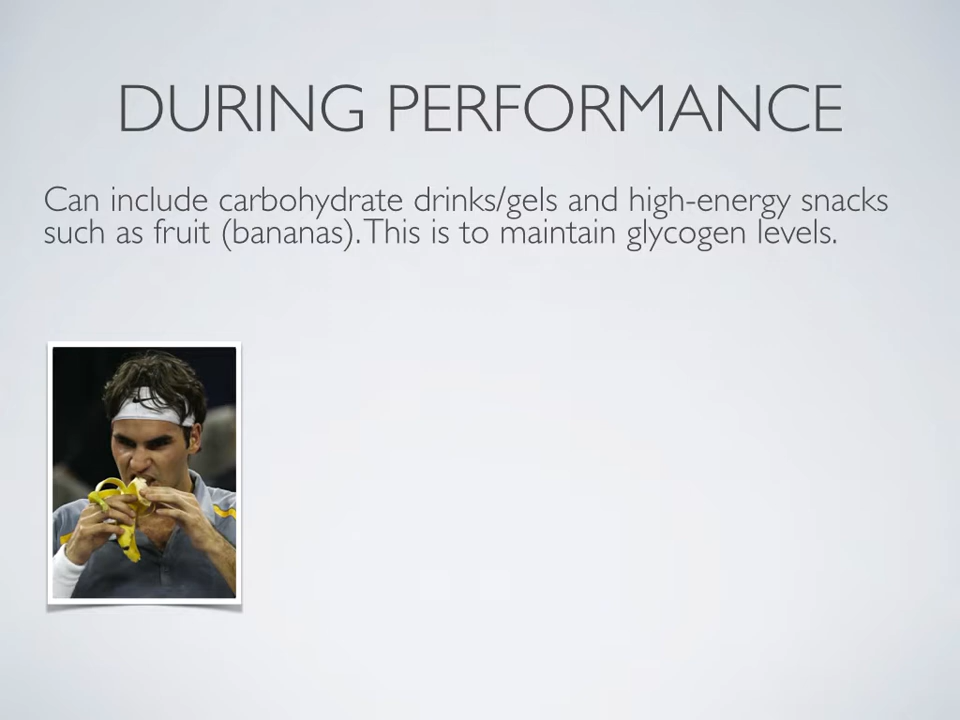 DURING PERFORMANCE
Can include carbohydrate drinks/gels and high-energy snacks
such as fruit (bananas). This is to maintain glycogen levels.